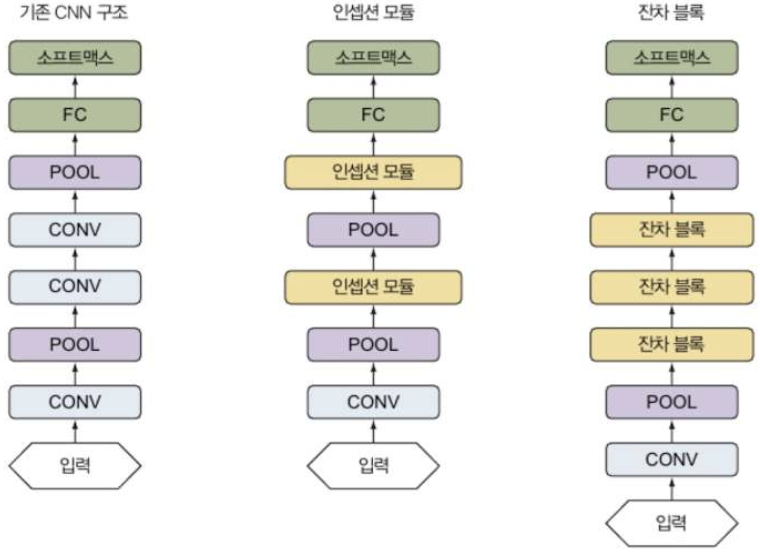 기존 CNN 구조
소프트맥스
FC
POOL
CONV
CONV
POOL
CONV
입력
인셉션 모듈
소프트맥스
FC
인셉션 모듈
POOL
인셉션 모듈
POOL
CONV
입력
잔차 블록
소프트맥스
FC
POOL
잔차 블록
잔차 블록
잔차 블록
POOL
CONV
입력